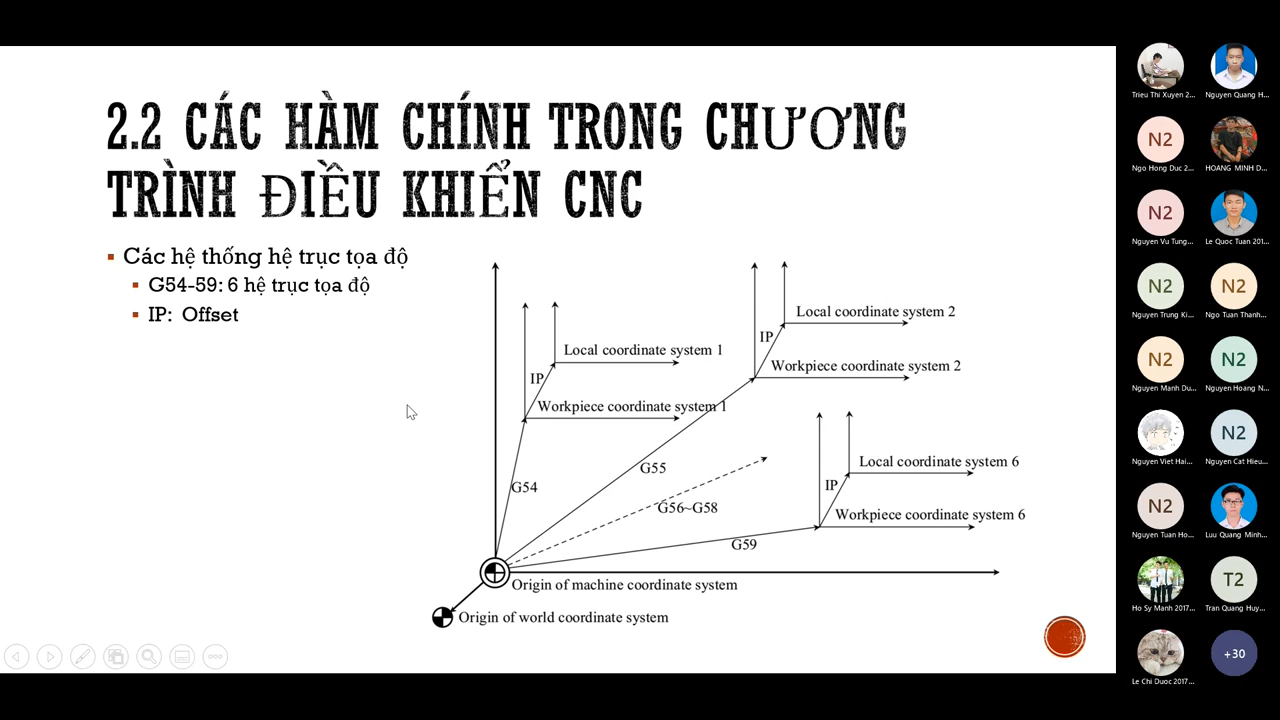 2.2 CÁC HÀM CHÍNH TRONG CHƯƠNG
TRÌNH ĐIỀU KHIỂN CNC
Các hệ thống hệ trục tọa độ
G54-59: 6 hệ trục tọa độ
IP: Offset
Local coordinate system 2
IP
Workpiece coordinate system 2
Local coordinate system 1
IP
Workpiece coordinate system 1
Local coordinate system 6
IP
Workpiece coordinate system 6
G54
G55
G56~G58
G59
Origin of machine coordinate system
Origin of world coordinate system
Trieu Thi Xuyen 2...
Nguyen Quang H...
N2
Ngo Hong Duc 2...
HOANG MINH D...
N2
Nguyen Vu Tung...
Le Quoc Tuan 201...
N2
N2
Nguyen Trung Ki...
Ngo Tuan Thanh...
N2
N2
Nguyen Manh Du...
Nguyen Hoang N...
N2
Nguyen Viet Hai...
Nguyen Cat Hieu...
N2
Nguyen Tuan Ho...
Luu Quang Minh...
T2
Ho Sy Manh 2017...
Tran Quang Huy...
+30
Le Chi Duoc 2017...